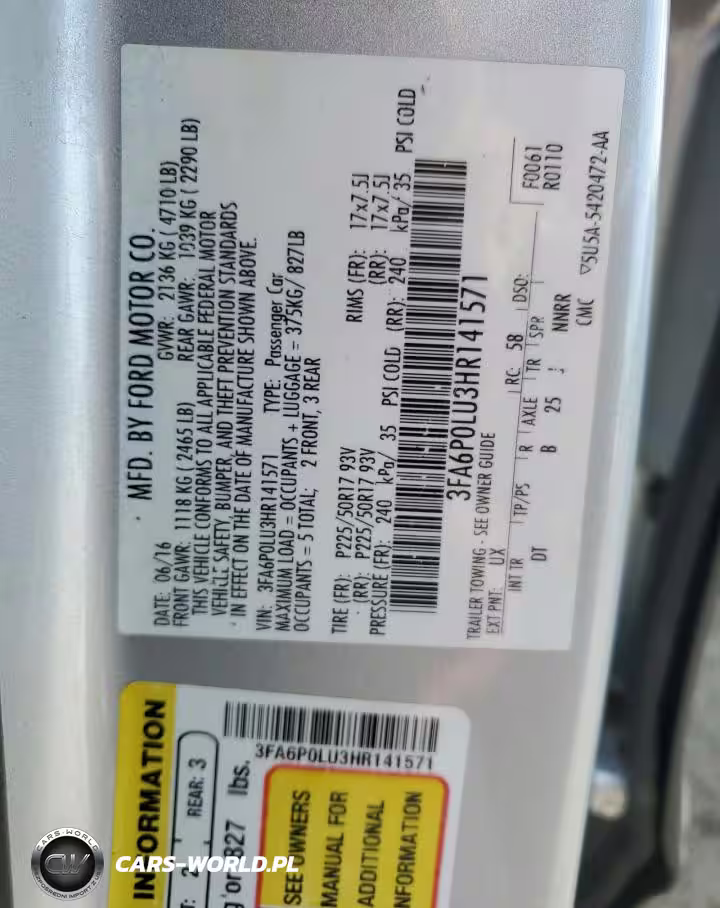 MFD. BY FORD MOTOR CO.
DATE: 06/16 GVWR: 2136 KG ( 4710 LB)
FRONT GAWR: 1118 KG ( 2465 LB) REAR GAWR: 1039 KG ( 2290 LB)
THIS VEHICLE CONFORMS TO ALL APPLICABLE FEDERAL MOTOR
VEHICLE SAFETY, BUMPER, AND THEFT PREVENTION STANDARDS
IN EFFECT ON THE DATE OF MANUFACTURE SHOWN ABOVE.
VIN: 3FA6P0LU3HR141571 TYPE: Passenger Car
MAXIMUM LOAD = OCCUPANTS + LUGGAGE = 375KG/ 827LB
OCCUPANTS = 5 TOTAL; 2 FRONT, 3 REAR
TIRE (FR): P225/50R17 93V RIMS (FR): 17x7.5J
(RR): P225/50R17 93V (RR): 17x7.5J
PRESSURE (FR): 240 kPa/ 35 PSI COLD (RR): 240 kPa/ 35 PSI COLD
3FA6P0LU3HR141571
TRAILER TOWING - SEE OWNER GUIDE
EXT PNT: UX RC: 58 DSO: F0061
R0110
INT TR TP/PS R AXLE TR SPR
DT B 25 J NNRR
CMC ▽5U5A-5420472-AA
INFORMATION
2 REAR: 3
827 lbs.
3FA6P0LU3HR141571
SEE OWNERS
MANUAL FOR
ADDITIONAL
INFORMATION
CARS-WORLD
CW
BEZPOŚREDNI IMPORT Z USA
CARS-WORLD.PL